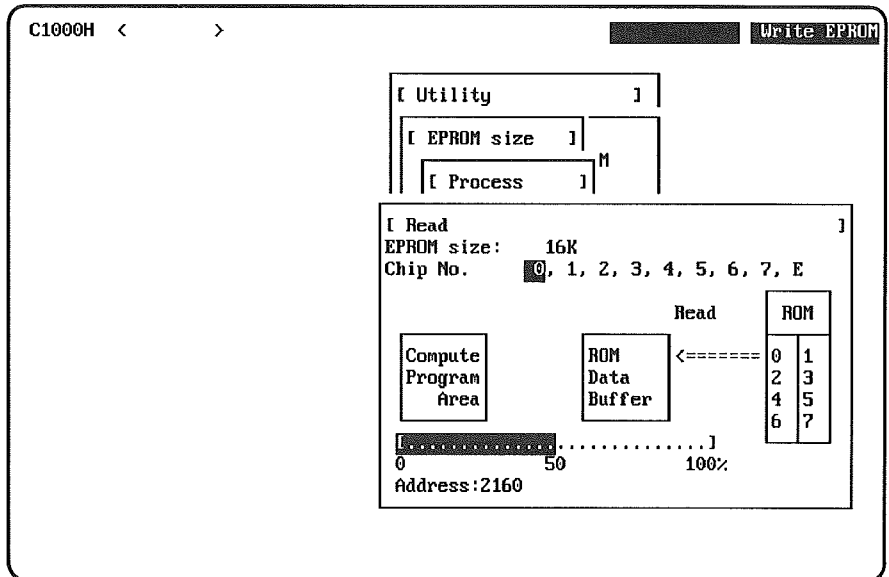 C1000H < > Write EPROM
[ Utility ]
[ EPROM size ]
M
[ Process ]
[ Read ]
EPROM size: 16K
Chip No. 0, 1, 2, 3, 4, 5, 6, 7, E
Read ROM
Compute ROM <======= 0 1
Program Data 2 3
Area Buffer 4 5
6 7
[.............................]
0 50 100%
Address:2160